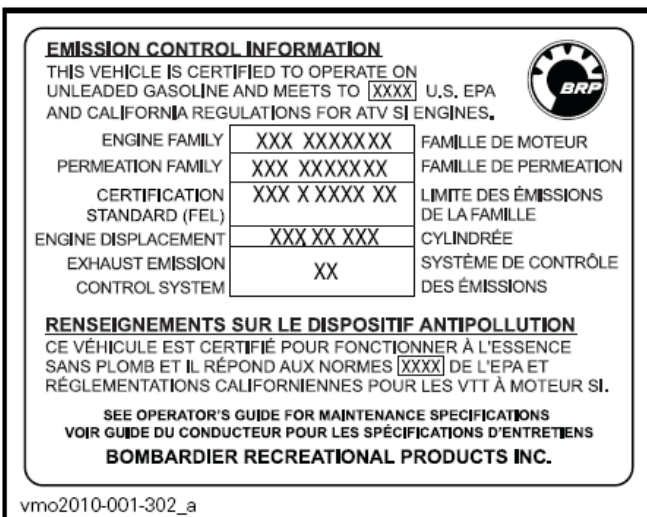 EMISSION CONTROL INFORMATION
THIS VEHICLE IS CERTIFIED TO OPERATE ON
UNLEADED GASOLINE AND MEETS TO XXXX U.S. EPA
AND CALIFORNIA REGULATIONS FOR ATV SI ENGINES.
BRP
ENGINE FAMILY XXX XXXXXXX FAMILLE DE MOTEUR
PERMEATION FAMILY XXX XXXXXXX FAMILLE DE PERMEATION
CERTIFICATION XXX X XXXX XX LIMITE DES ÉMISSIONS
STANDARD (FEL) DE LA FAMILLE
ENGINE DISPLACEMENT XXX XX XXX CYLINDRÉE
EXHAUST EMISSION XX SYSTÈME DE CONTRÔLE
CONTROL SYSTEM DES ÉMISSIONS
RENSEIGNEMENTS SUR LE DISPOSITIF ANTIPOLLUTION
CE VÉHICULE EST CERTIFIÉ POUR FONCTIONNER À L'ESSENCE
SANS PLOMB ET IL RÉPOND AUX NORMES XXXX DE L'EPA ET
RÉGLEMENTATIONS CALIFORNIENNES POUR LES VTT À MOTEUR SI.
SEE OPERATOR'S GUIDE FOR MAINTENANCE SPECIFICATIONS
VOIR GUIDE DU CONDUCTEUR POUR LES SPÉCIFICATIONS D'ENTRETIENS
BOMBARDIER RECREATIONAL PRODUCTS INC.
vmo2010-001-302_a